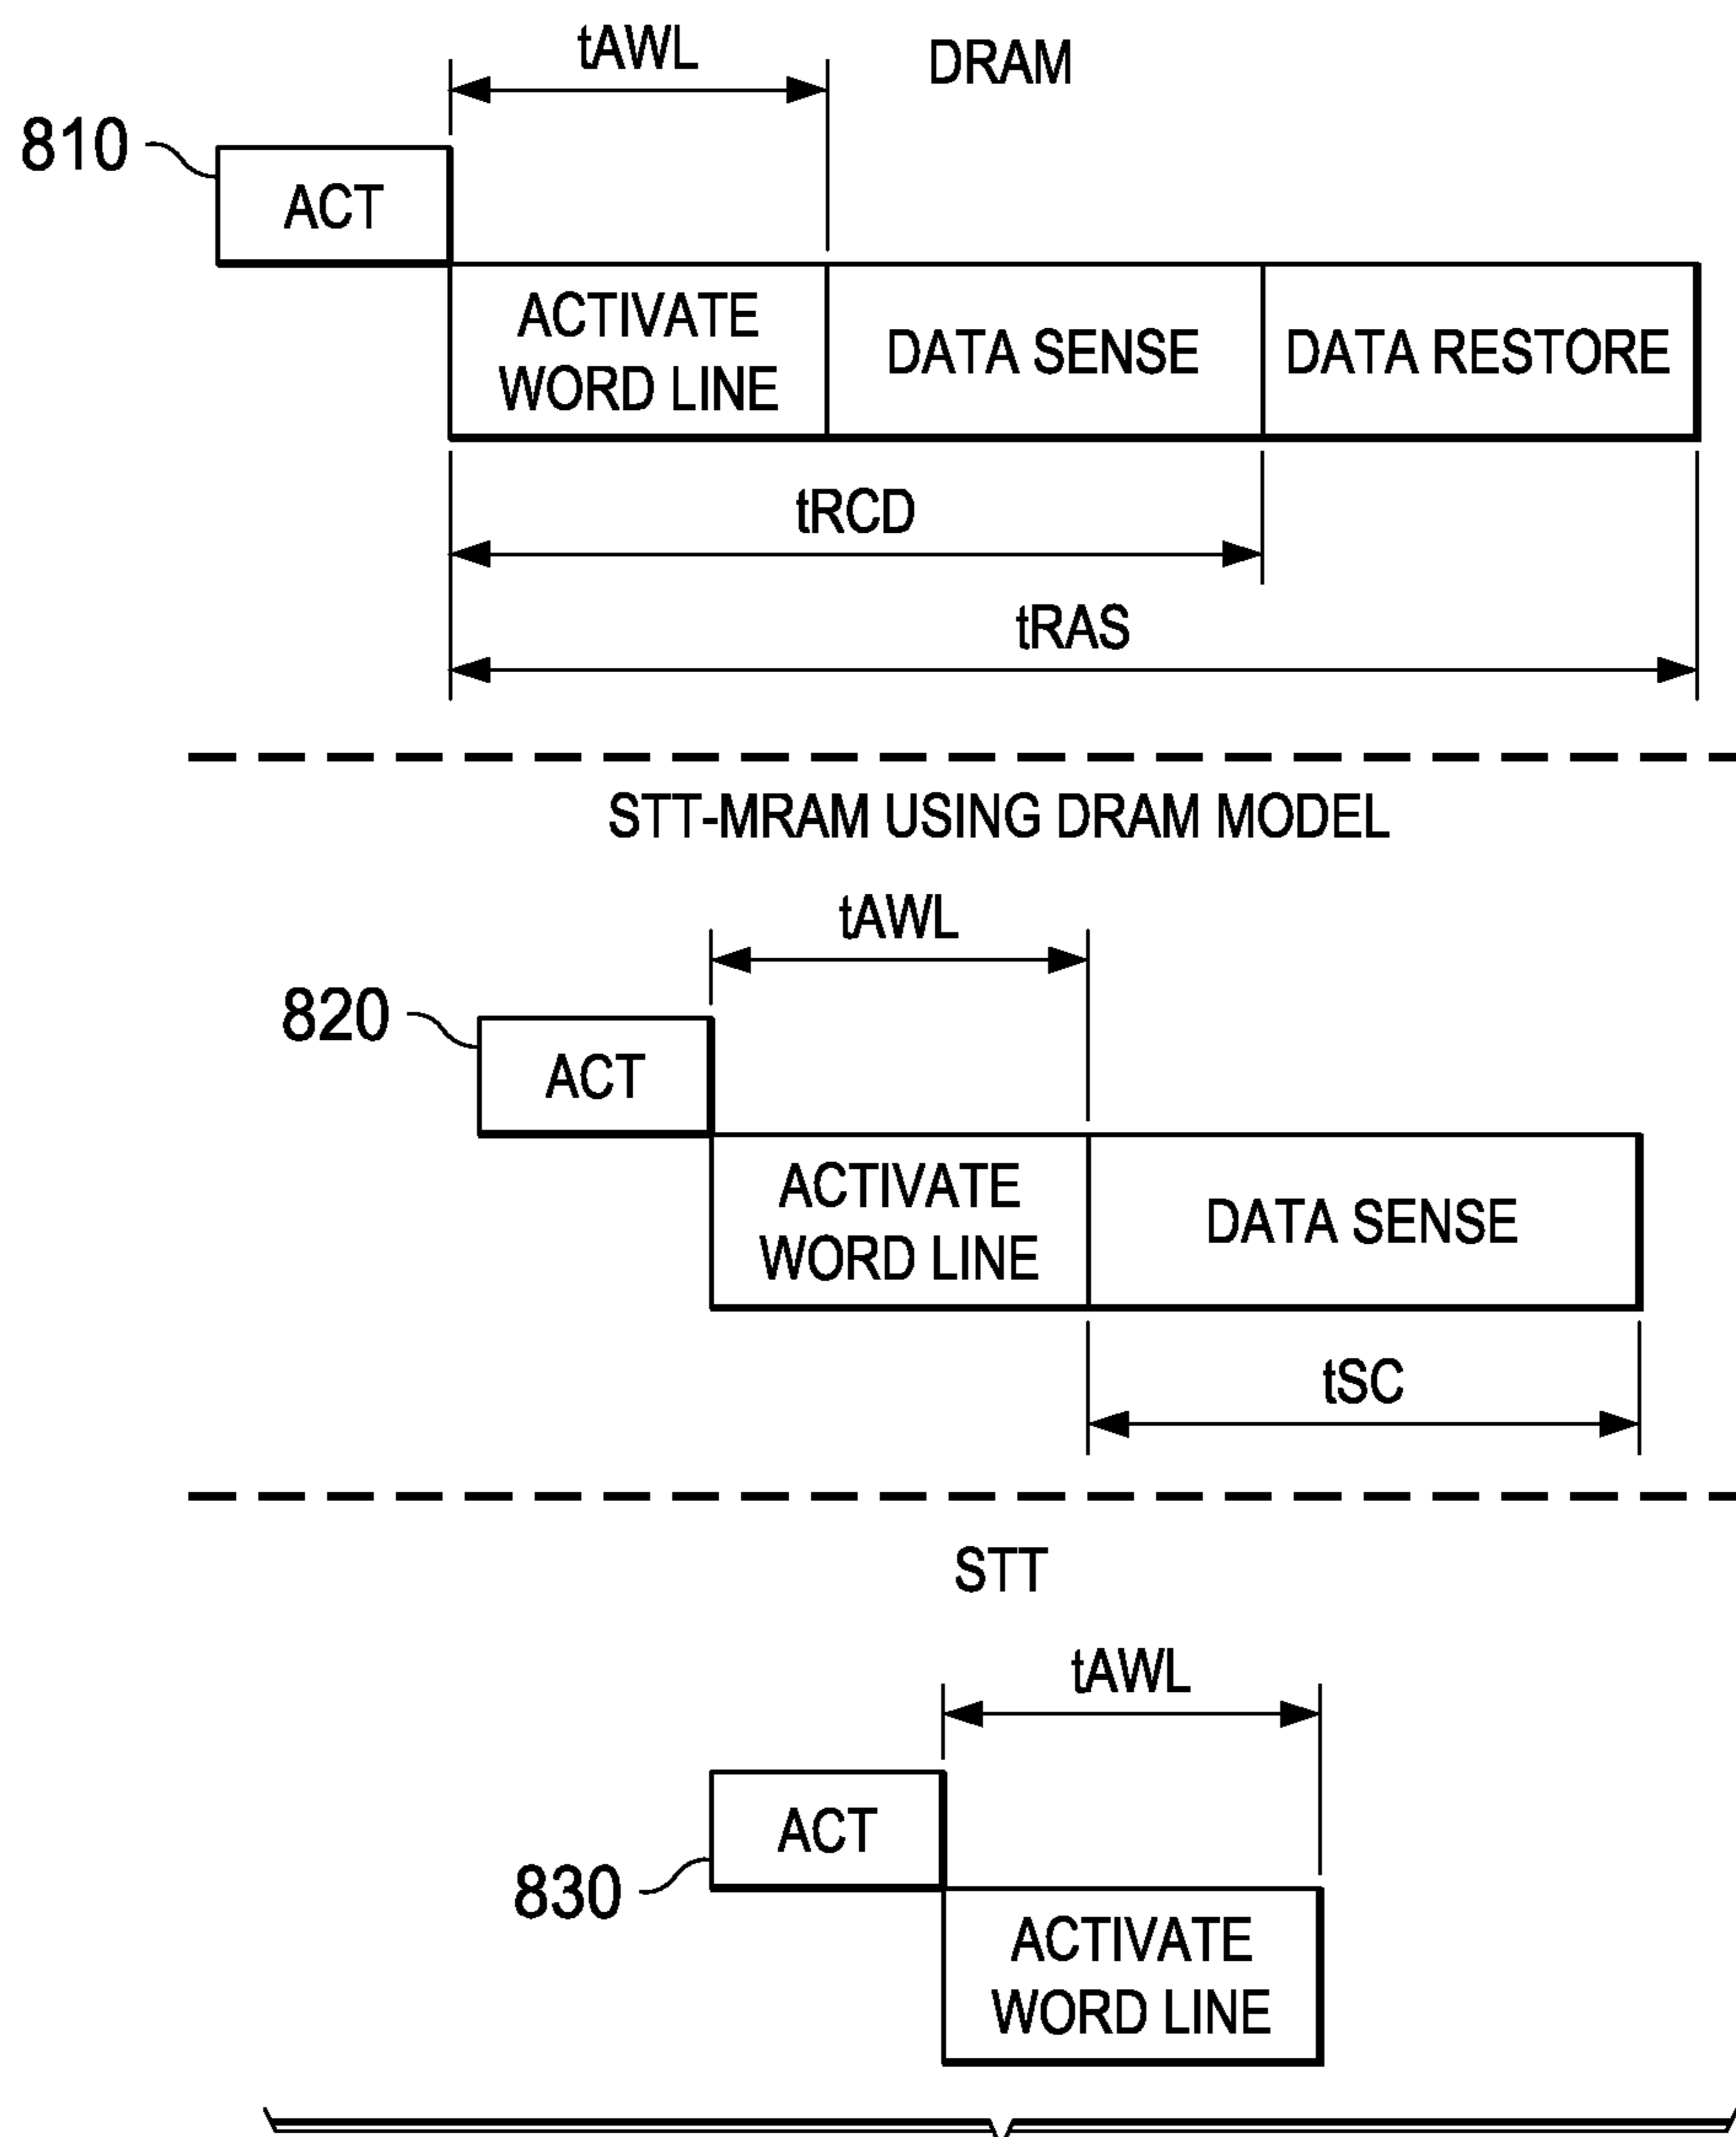 tAWL
DRAM
810
ACT
ACTIVATE
WORD LINE
DATA SENSE
DATA RESTORE
tRCD
tRAS
STT-MRAM USING DRAM MODEL
tAWL
820
ACT
ACTIVATE
WORD LINE
DATA SENSE
tSC
STT
tAWL
ACT
830
ACTIVATE
WORD LINE